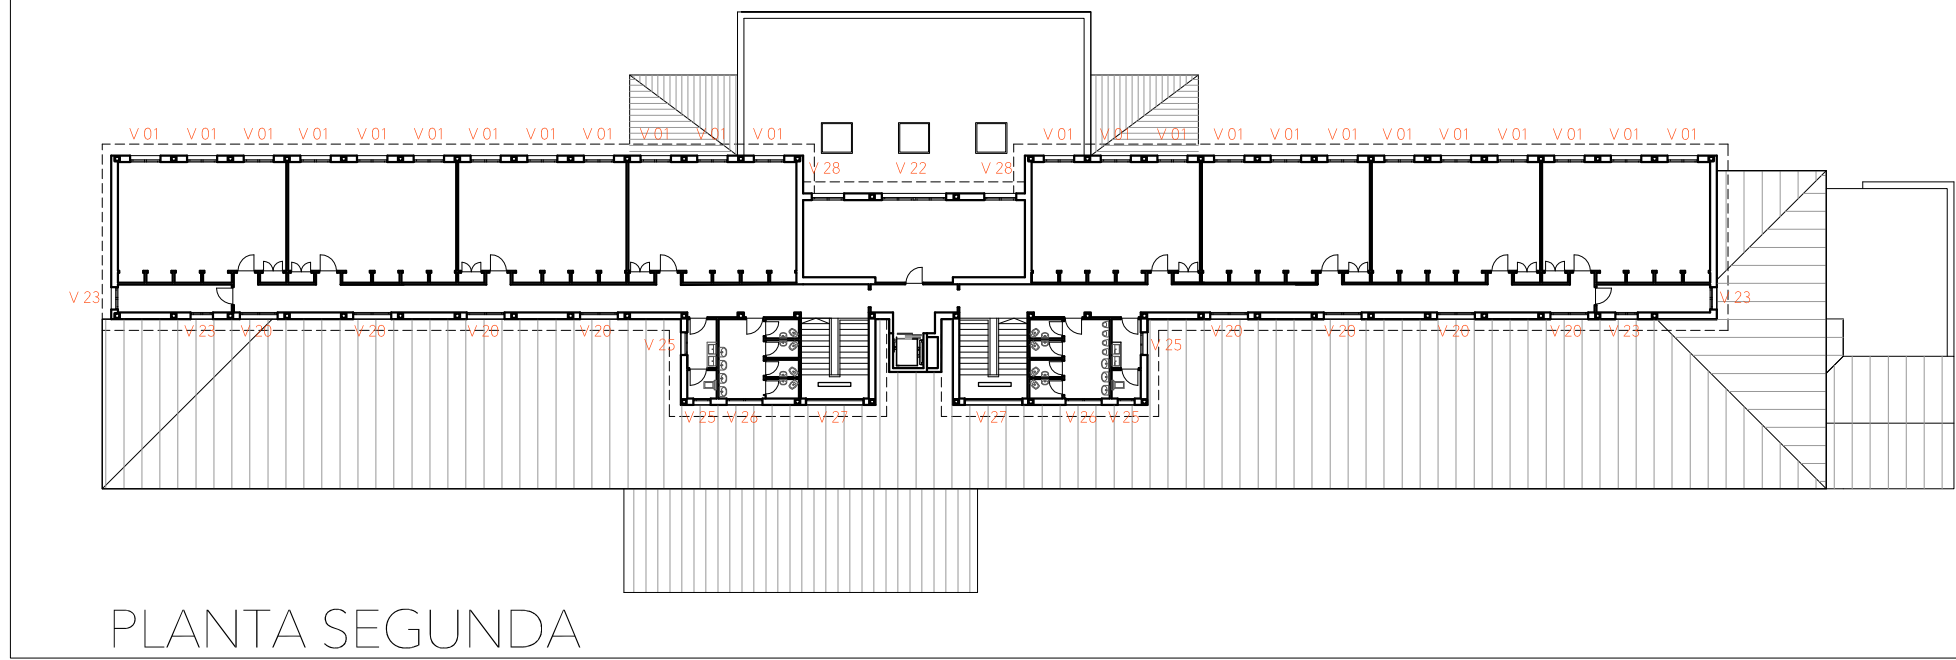 V 01 V 01 V 01 V 01 V 01 V 01 V 01 V 01 V 01 V 01 V 01 V 01 V 01 V 01 V 01 V 01 V 01 V 01 V 01 V 01 V 01 V 01 V 01 V 01
V 28 V 22 V 28
V 23 V 23
V 23 V 20 V 20 V 20 V 20 V 20 V 20 V 20 V 20 V 23
V 25 V 25
V 25 V 26 V 27 V 27 V 26 V 25
PLANTA SEGUNDA